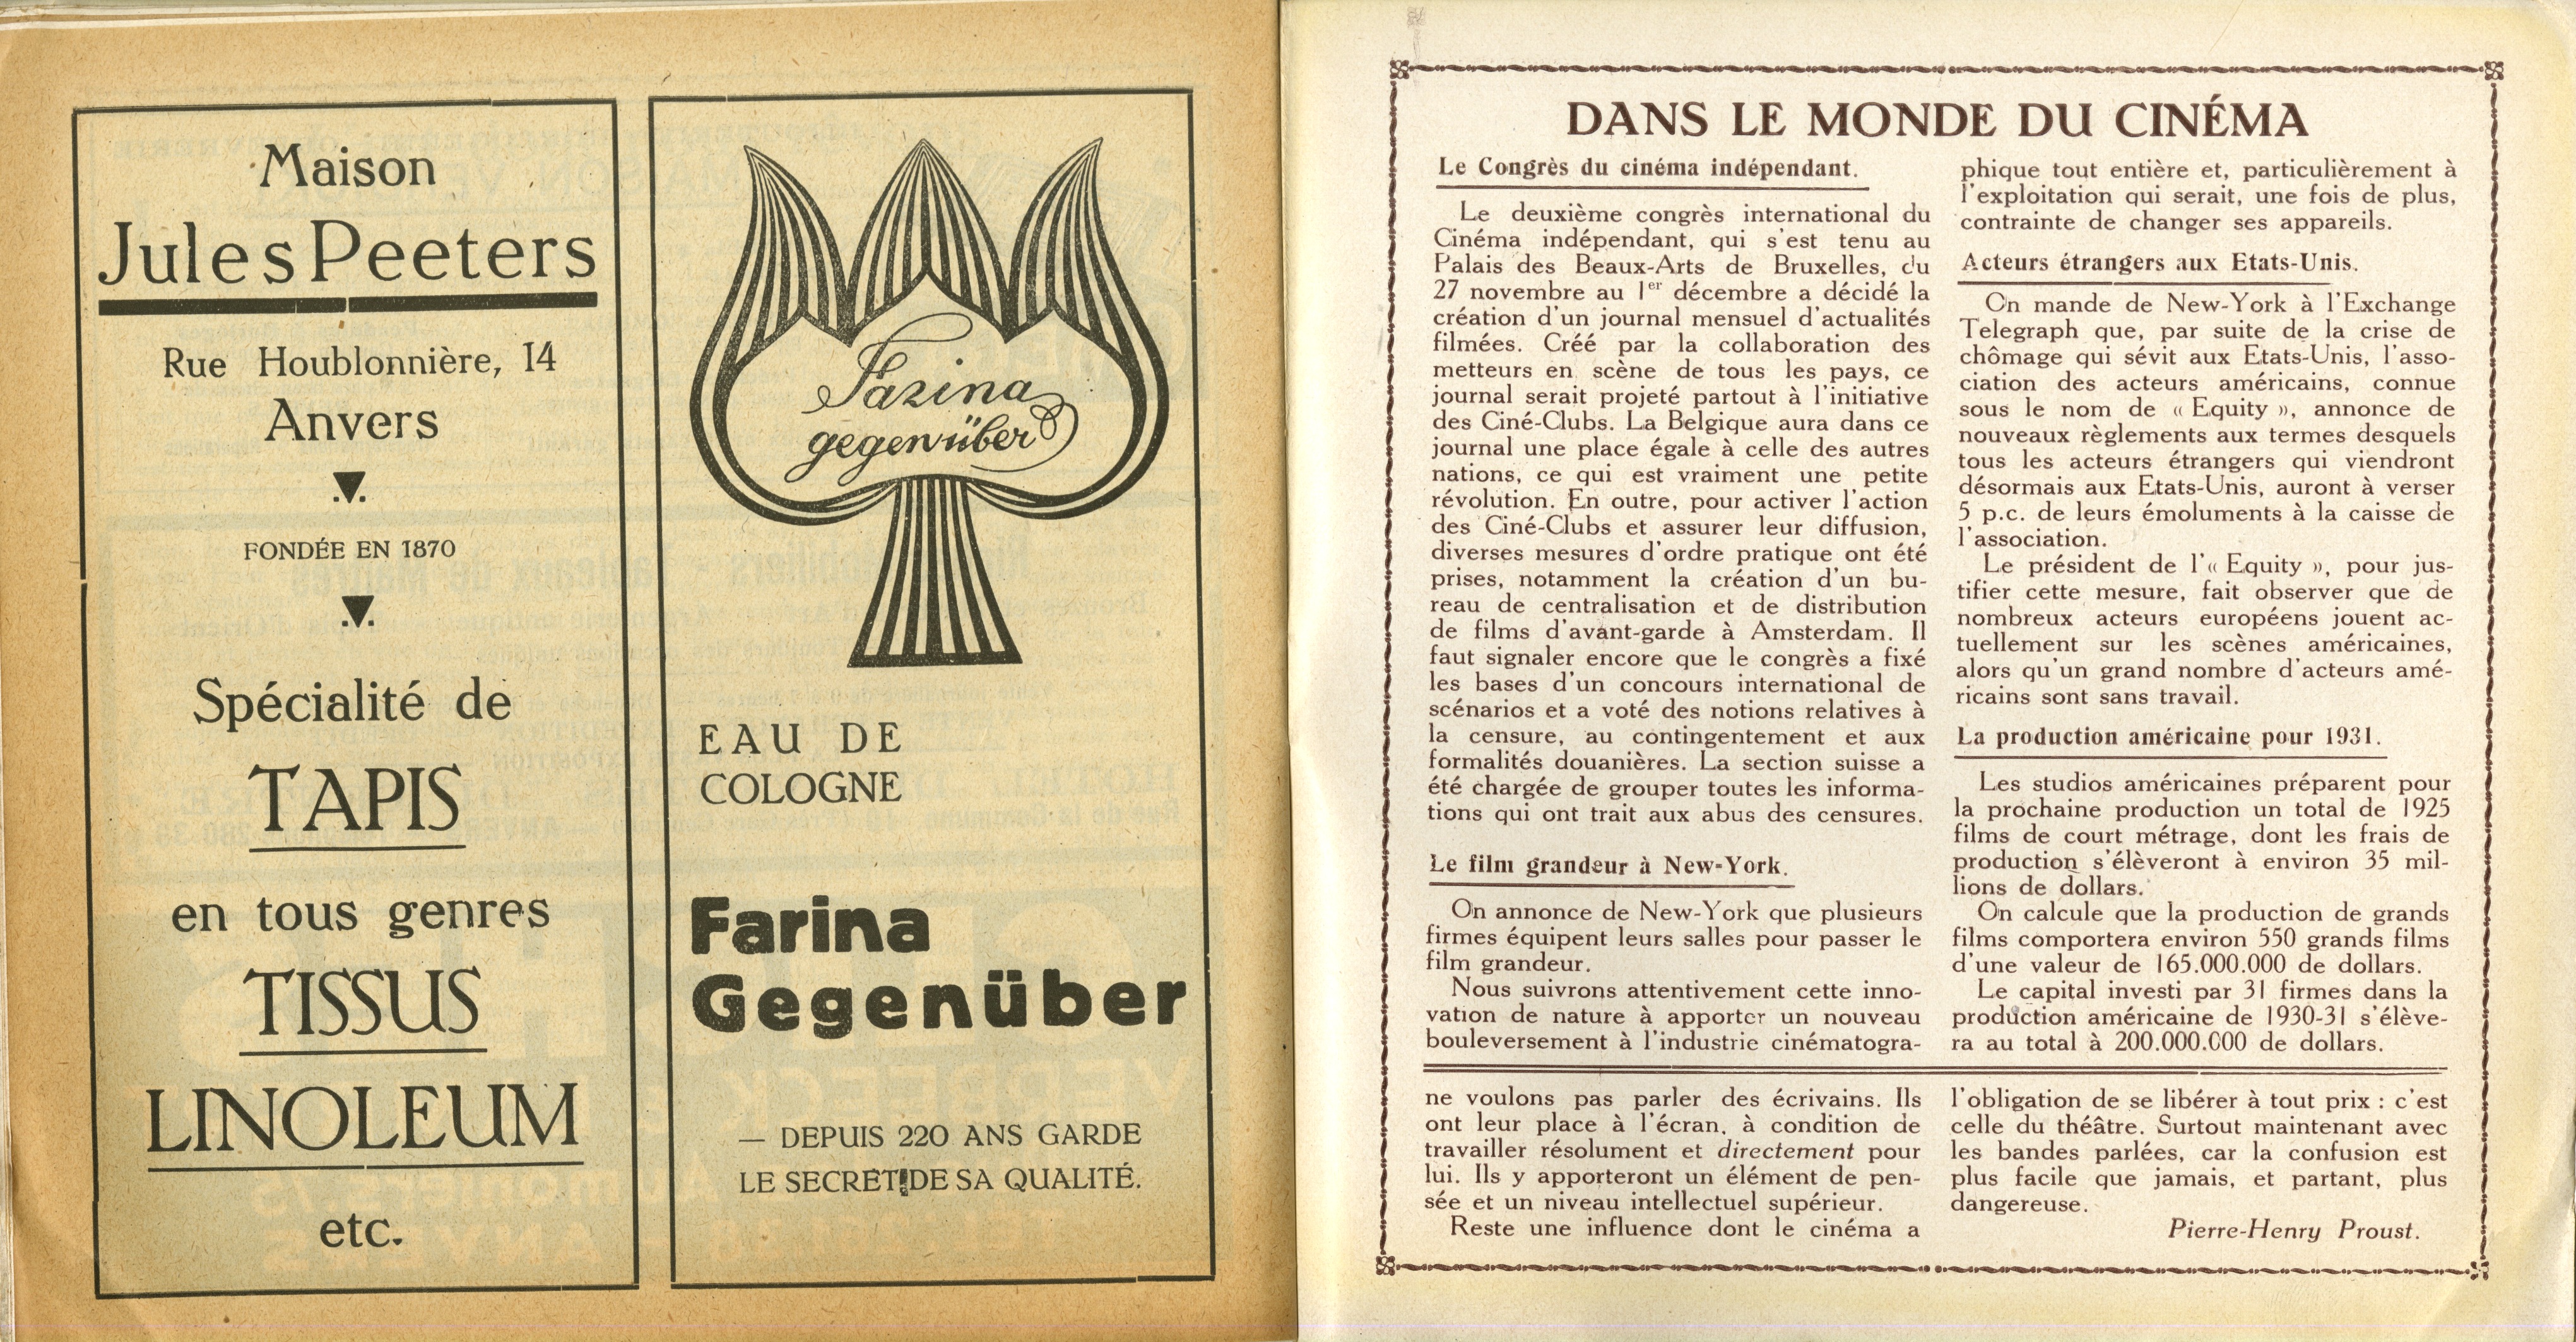 Maison
Jules Peeters
Rue Houblonnière, 14
Anvers
FONDÉE EN 1870
Spécialité de
TAPIS
en tous genres
TISSUS
LINOLEUM
etc.
Farina
gegenüber
EAU DE
COLOGNE
Farina
Gegenüber
— DEPUIS 220 ANS GARDE
LE SECRET DE SA QUALITÉ.
DANS LE MONDE DU CINÉMA
Le Congrès du cinéma indépendant.
Le deuxième congrès international du
Cinéma indépendant, qui s'est tenu au
Palais des Beaux-Arts de Bruxelles, du
27 novembre au 1er décembre a décidé la
création d'un journal mensuel d'actualités
filmées. Créé par la collaboration des
metteurs en scène de tous les pays, ce
journal serait projeté partout à l'initiative
des Ciné-Clubs. La Belgique aura dans ce
journal une place égale à celle des autres
nations, ce qui est vraiment une petite
révolution. En outre, pour activer l'action
des Ciné-Clubs et assurer leur diffusion,
diverses mesures d'ordre pratique ont été
prises, notamment la création d'un bu-
reau de centralisation et de distribution
de films d'avant-garde à Amsterdam. Il
faut signaler encore que le congrès a fixé
les bases d'un concours international de
scénarios et a voté des notions relatives à
la censure, au contingentement et aux
formalités douanières. La section suisse a
été chargée de grouper toutes les informa-
tions qui ont trait aux abus des censures.
Le film grandeur à New-York.
On annonce de New-York que plusieurs
firmes équipent leurs salles pour passer le
film grandeur.
Nous suivrons attentivement cette inno-
vation de nature à apporter un nouveau
bouleversement à l'industrie cinématogra-
phique tout entière et, particulièrement à
l'exploitation qui serait, une fois de plus,
contrainte de changer ses appareils.
Acteurs étrangers aux Etats-Unis.
On mande de New-York à l'Exchange
Telegraph que, par suite de la crise de
chômage qui sévit aux Etats-Unis, l'asso-
ciation des acteurs américains, connue
sous le nom de « Equity », annonce de
nouveaux règlements aux termes desquels
tous les acteurs étrangers qui viendront
désormais aux Etats-Unis, auront à verser
5 p.c. de leurs émoluments à la caisse de
l'association.
Le président de l'« Equity », pour jus-
tifier cette mesure, fait observer que de
nombreux acteurs européens jouent ac-
tuellement sur les scènes américaines,
alors qu'un grand nombre d'acteurs amé-
ricains sont sans travail.
La production américaine pour 1931.
Les studios américaines préparent pour
la prochaine production un total de 1925
films de court métrage, dont les frais de
production s'élèveront à environ 35 mil-
lions de dollars.
On calcule que la production de grands
films comportera environ 550 grands films
d'une valeur de 165.000.000 de dollars.
Le capital investi par 31 firmes dans la
production américaine de 1930-31 s'élève-
ra au total à 200.000.000 de dollars.
ne voulons pas parler des écrivains. Ils
ont leur place à l'écran, à condition de
travailler résolument et directement pour
lui. Ils y apporteront un élément de pen-
sée et un niveau intellectuel supérieur.
Reste une influence dont le cinéma a
l'obligation de se libérer à tout prix : c'est
celle du théâtre. Surtout maintenant avec
les bandes parlées, car la confusion est
plus facile que jamais, et partant, plus
dangereuse.
Pierre-Henry Proust.